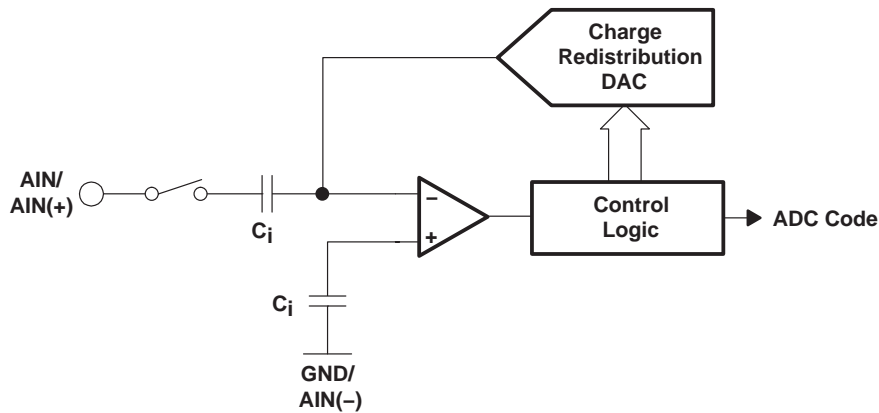 Charge
Redistribution
DAC
AIN/
AIN(+)
Ci
−
+
Control
Logic
ADC Code
Ci
GND/
AIN(−)